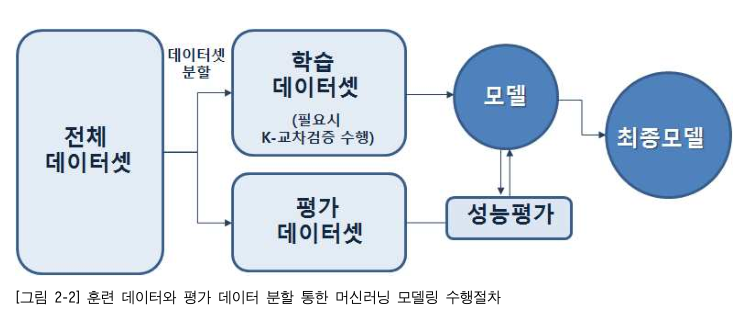 전체
데이터셋
데이터셋
분할
학습
데이터셋
(필요시
K-교차검증 수행)
평가
데이터셋
모델
성능평가
최종모델
[그림 2-2] 훈련 데이터와 평가 데이터 분할 통한 머신러닝 모델링 수행절차